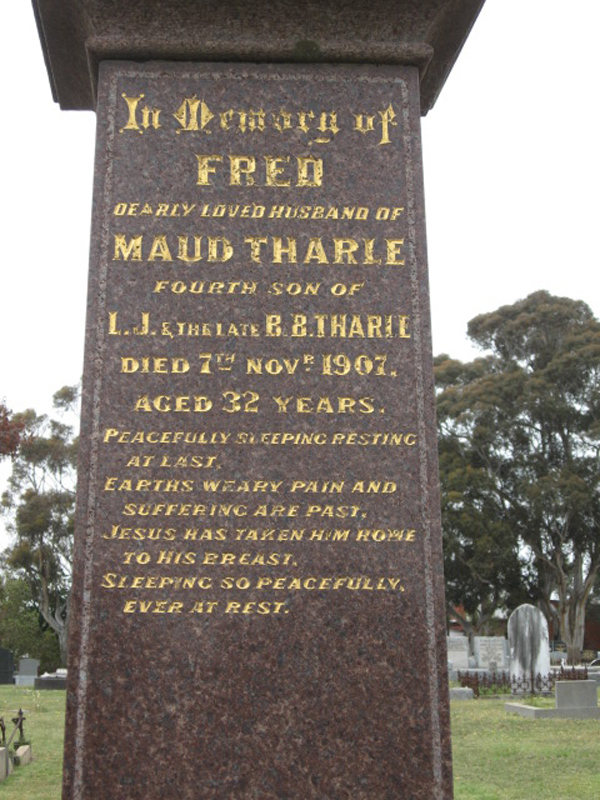 In Memory of
FRED
DEARLY LOVED HUSBAND OF
MAUD THARLE
FOURTH SON OF
L.J. & THE LATE B.B. THARLE
DIED 7TH NOVR 1907,
AGED 32 YEARS.
PEACEFULLY SLEEPING RESTING
AT LAST,
EARTHS WEARY PAIN AND
SUFFERING ARE PAST,
JESUS HAS TAKEN HIM HOME
TO HIS BREAST,
SLEEPING SO PEACEFULLY,
EVER AT REST.